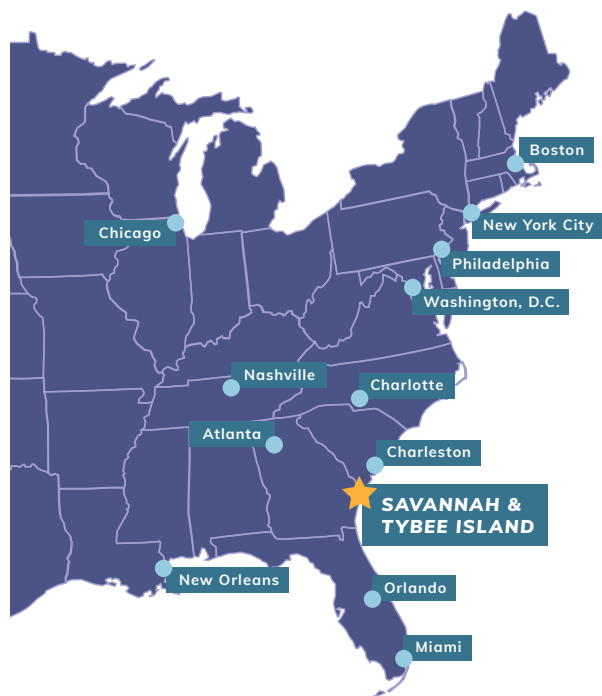 Boston
New York City
Chicago
Philadelphia
Washington, D.C.
Nashville
Charlotte
Atlanta
Charleston
SAVANNAH &
TYBEE ISLAND
New Orleans
Orlando
Miami